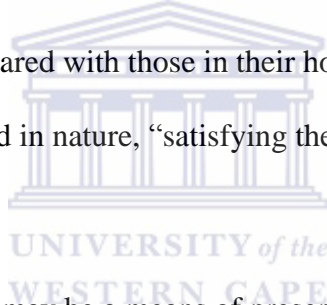 ared with those in their ho
d in nature, “satisfying the
UNIVERSITY of the
WESTERN CAPE